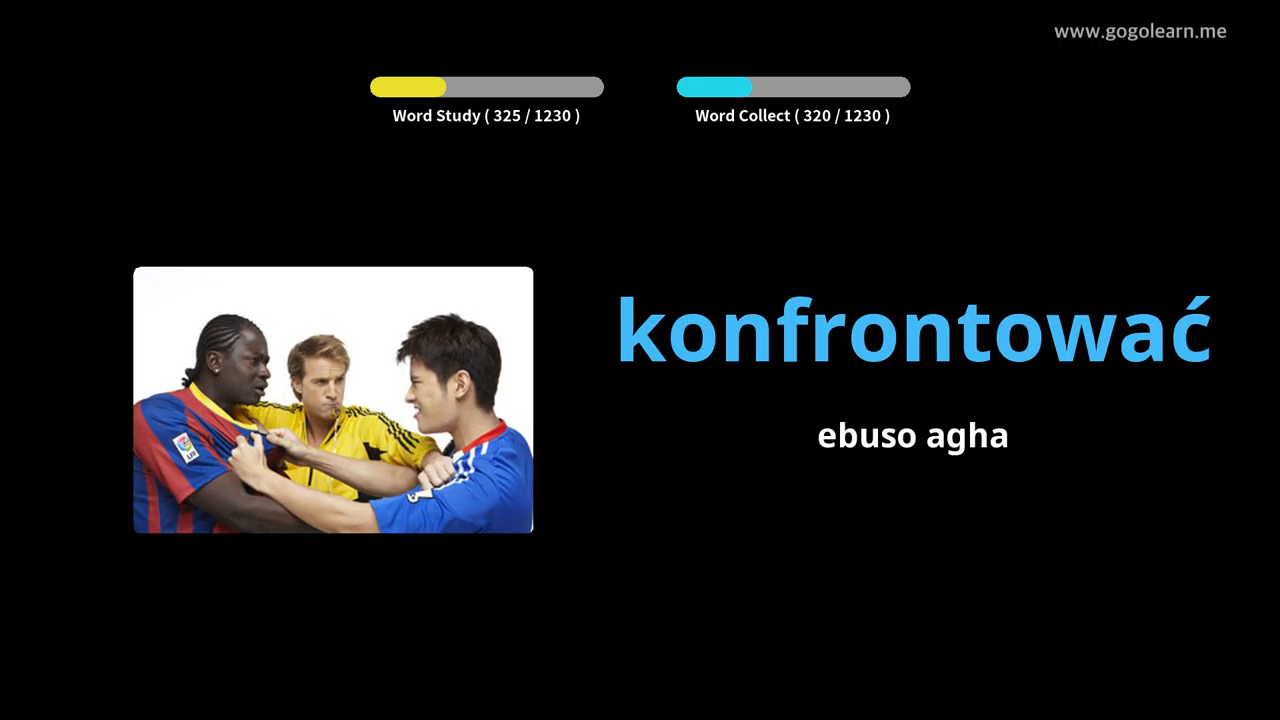 www.gogolearn.me
Word Study ( 325 / 1230 )
Word Collect ( 320 / 1230 )
konfrontować
ebuso agha